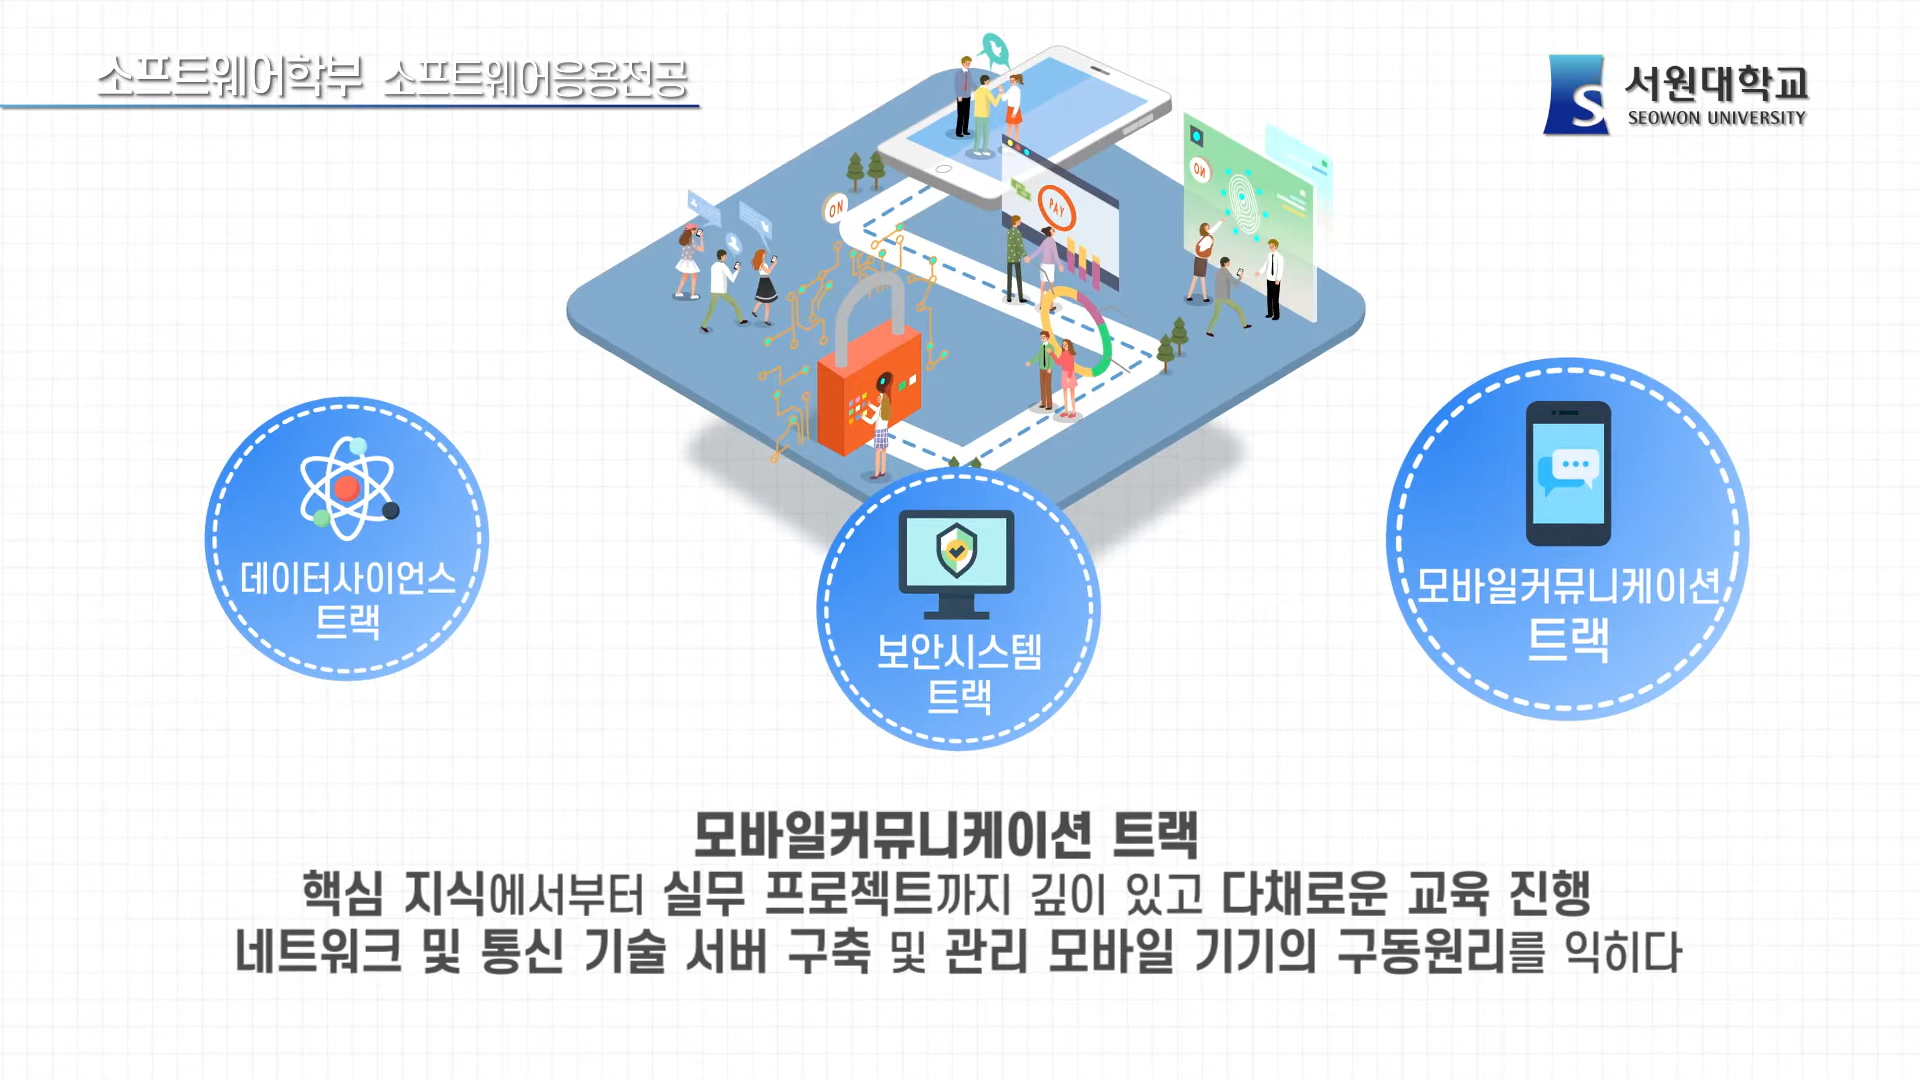 소프트웨어학부 소프트웨어응용전공
서원대학교
SEOWON UNIVERSITY
ON
PAY
NO
데이터사이언스
트랙
보안시스템
트랙
모바일커뮤니케이션
트랙
모바일커뮤니케이션 트랙
핵심 지식에서부터 실무 프로젝트까지 깊이 있고 다채로운 교육 진행
네트워크 및 통신 기술 서버 구축 및 관리 모바일 기기의 구동원리를 익히다